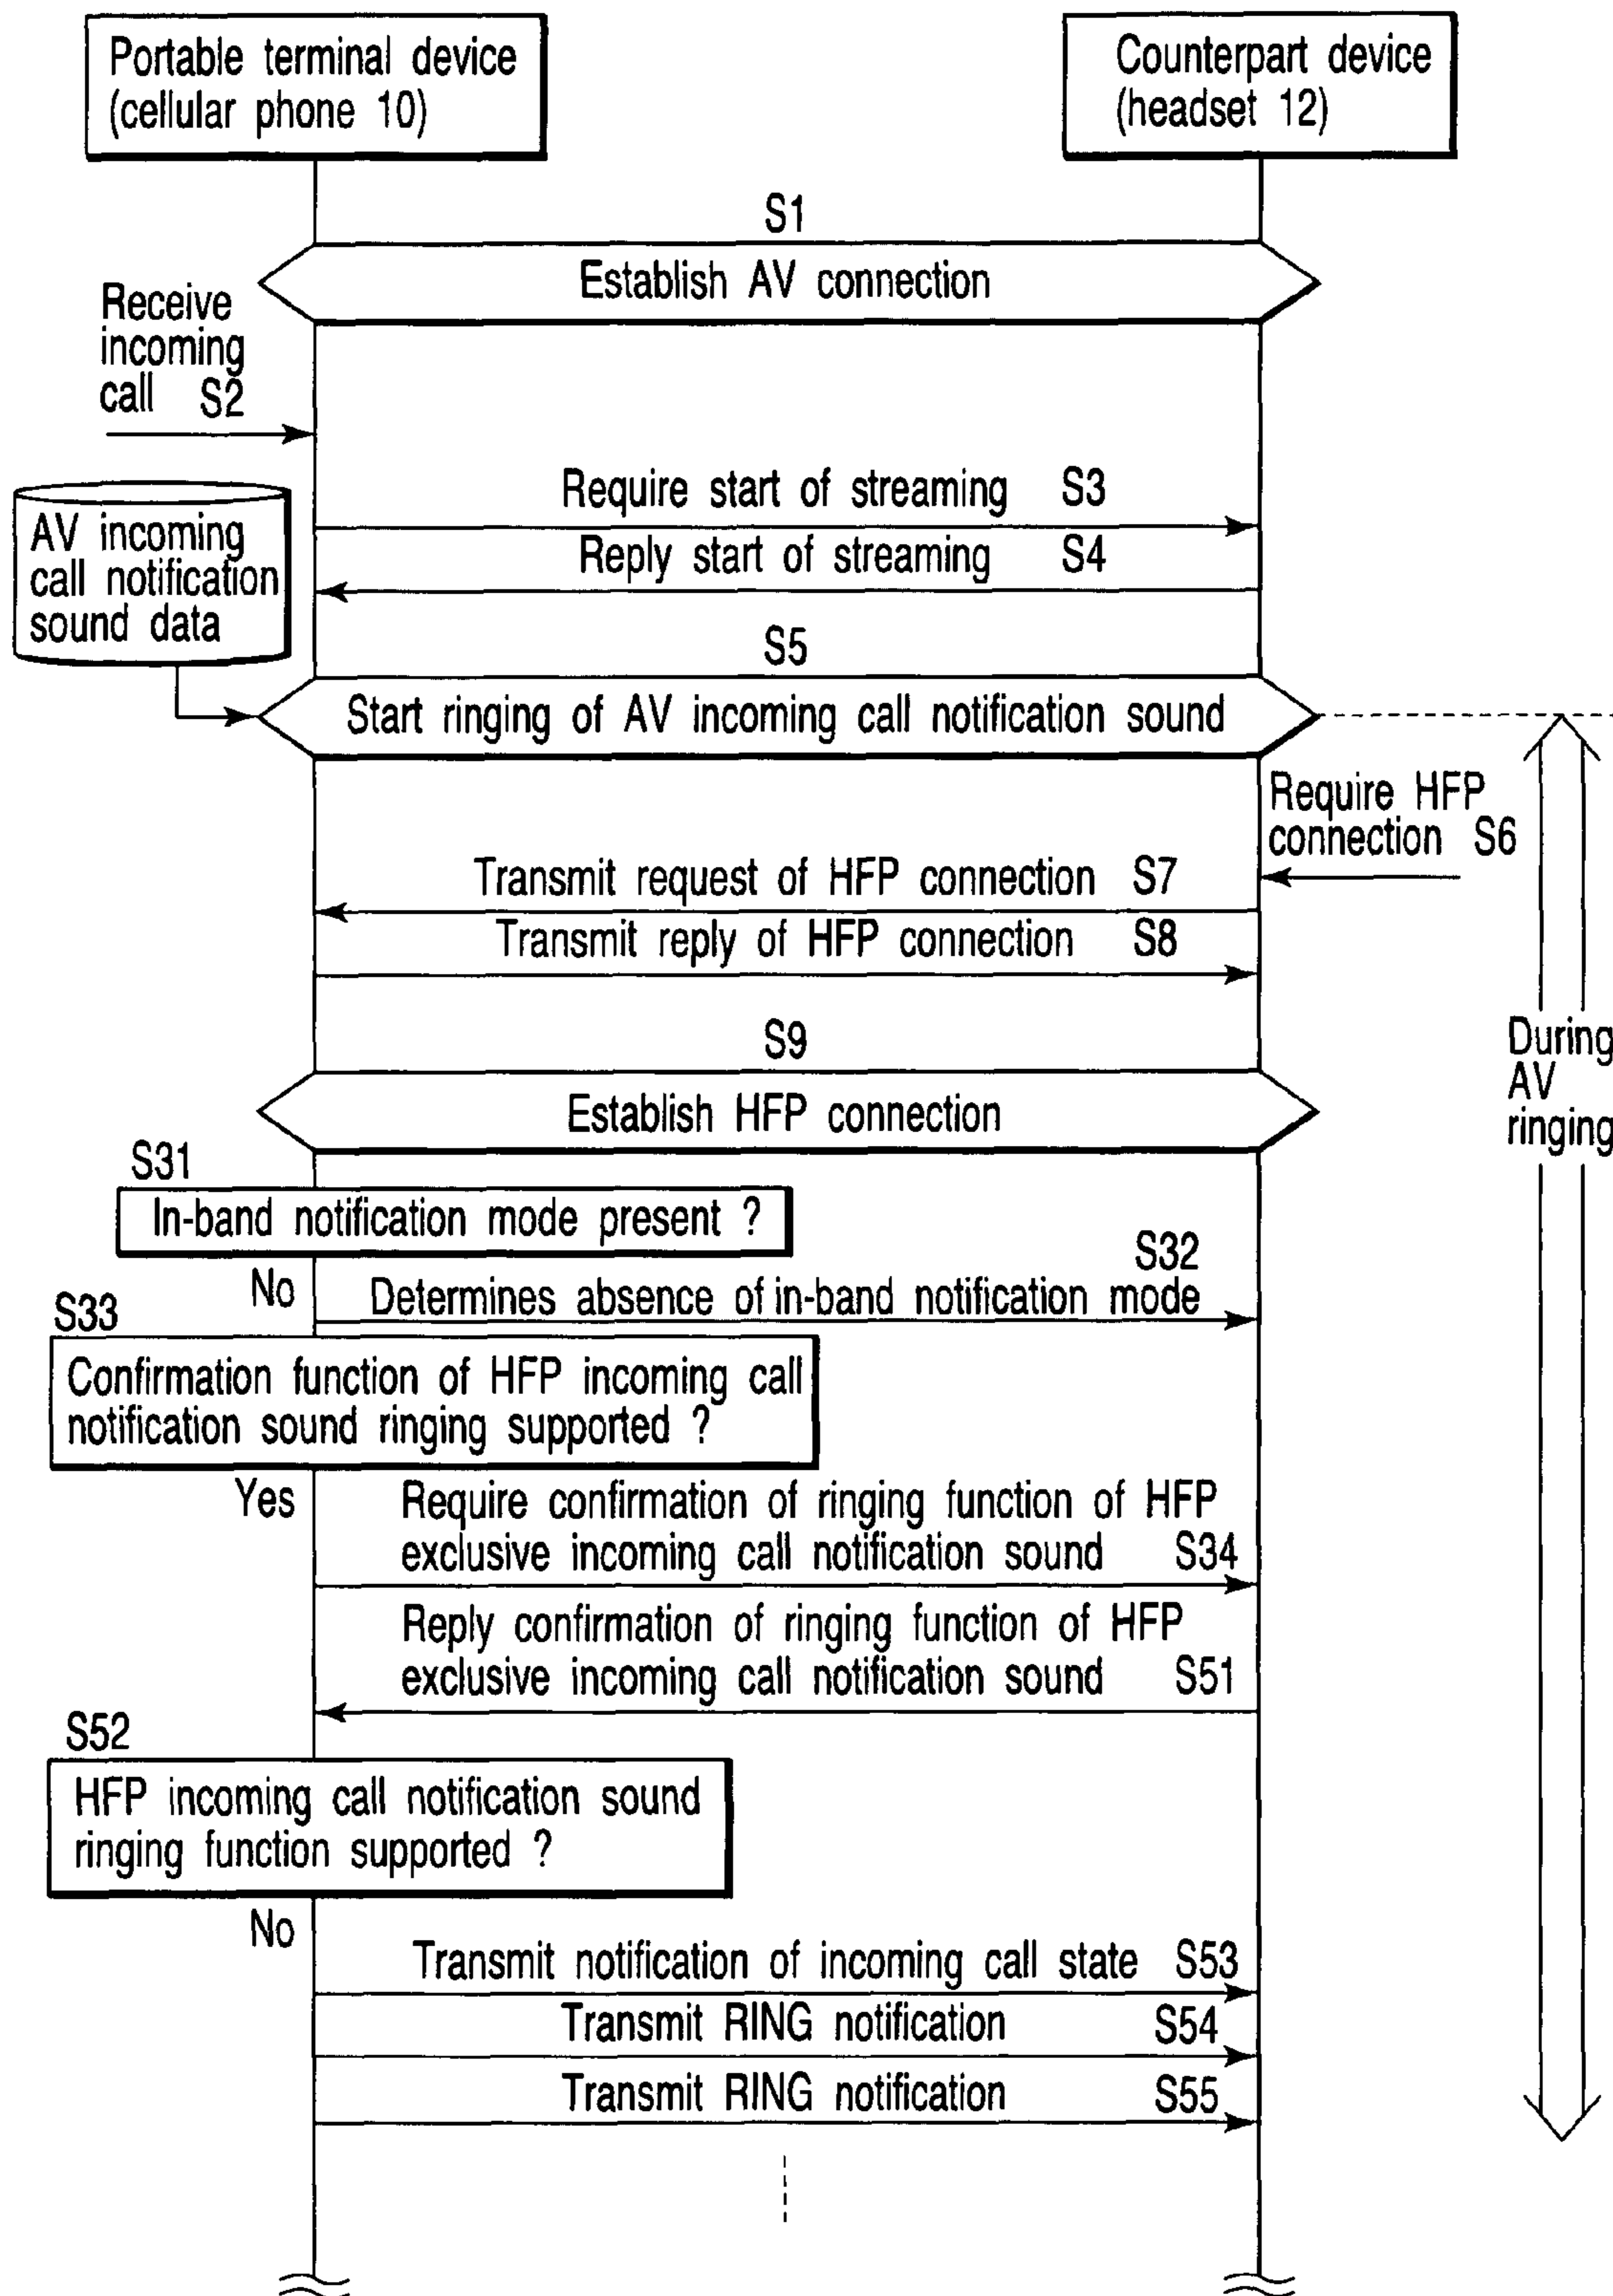 Portable terminal device
(cellular phone 10)
Counterpart device
(headset 12)
S1
Establish AV connection
Receive
incoming
call S2
Require start of streaming S3
AV incoming
call notification
sound data
Reply start of streaming S4
S5
Start ringing of AV incoming call notification sound
Require HFP
connection S6
Transmit request of HFP connection S7
Transmit reply of HFP connection S8
S9
During
AV
ringing
Establish HFP connection
S31
In-band notification mode present ?
S32
No
Determines absence of in-band notification mode
S33
Confirmation function of HFP incoming call
notification sound ringing supported ?
Yes
Require confirmation of ringing function of HFP
exclusive incoming call notification sound S34
Reply confirmation of ringing function of HFP
exclusive incoming call notification sound S51
S52
HFP incoming call notification sound
ringing function supported ?
No
Transmit notification of incoming call state S53
Transmit RING notification S54
Transmit RING notification S55